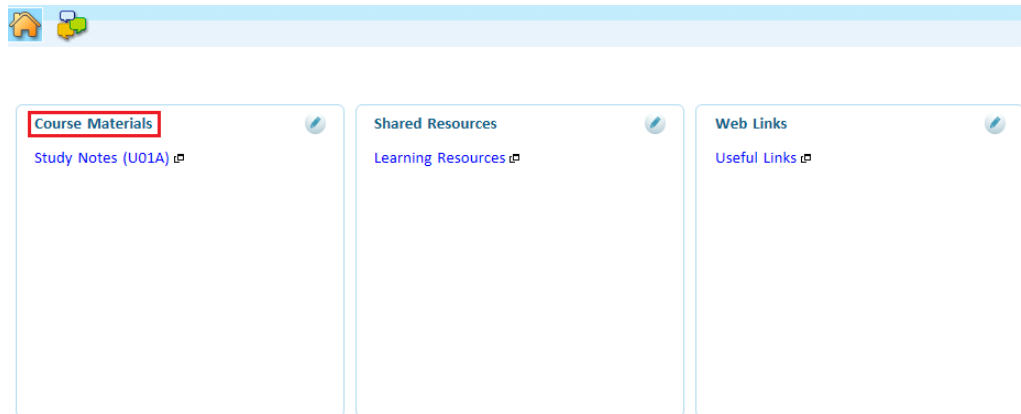 Course Materials
Study Notes (U01A)
Shared Resources
Learning Resources
Web Links
Useful Links